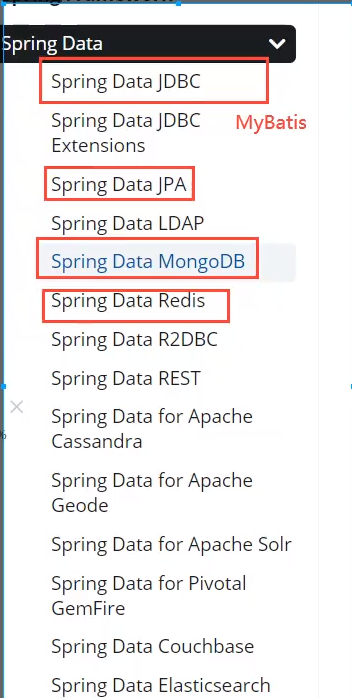 Spring Data
Spring Data JDBC
Spring Data JDBC
Extensions
MyBatis
Spring Data JPA
Spring Data LDAP
Spring Data MongoDB
Spring Data Redis
Spring Data R2DBC
Spring Data REST
Spring Data for Apache
Cassandra
Spring Data for Apache
Geode
Spring Data for Apache Solr
Spring Data for Pivotal
GemFire
Spring Data Couchbase
Spring Data Elasticsearch